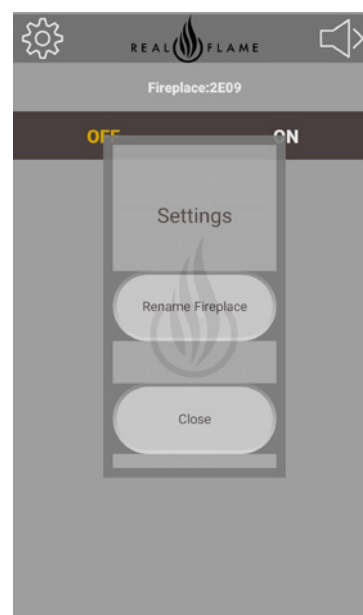 REAL FLAME
Fireplace:2E09
OFF ON
Settings
Rename Fireplace
Close